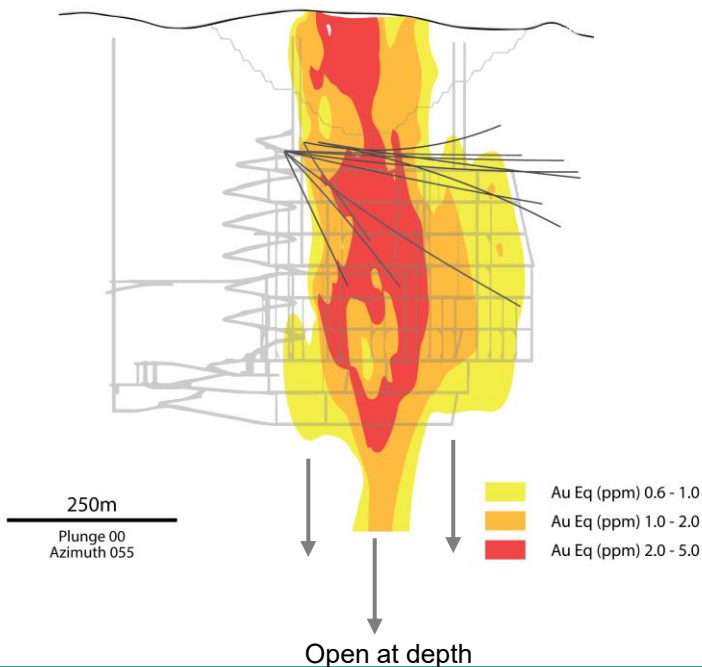 250m
Plunge 00
Azimuth 055
Au Eq (ppm) 0.6 - 1.0
Au Eq (ppm) 1.0 - 2.0
Au Eq (ppm) 2.0 - 5.0
Open at depth